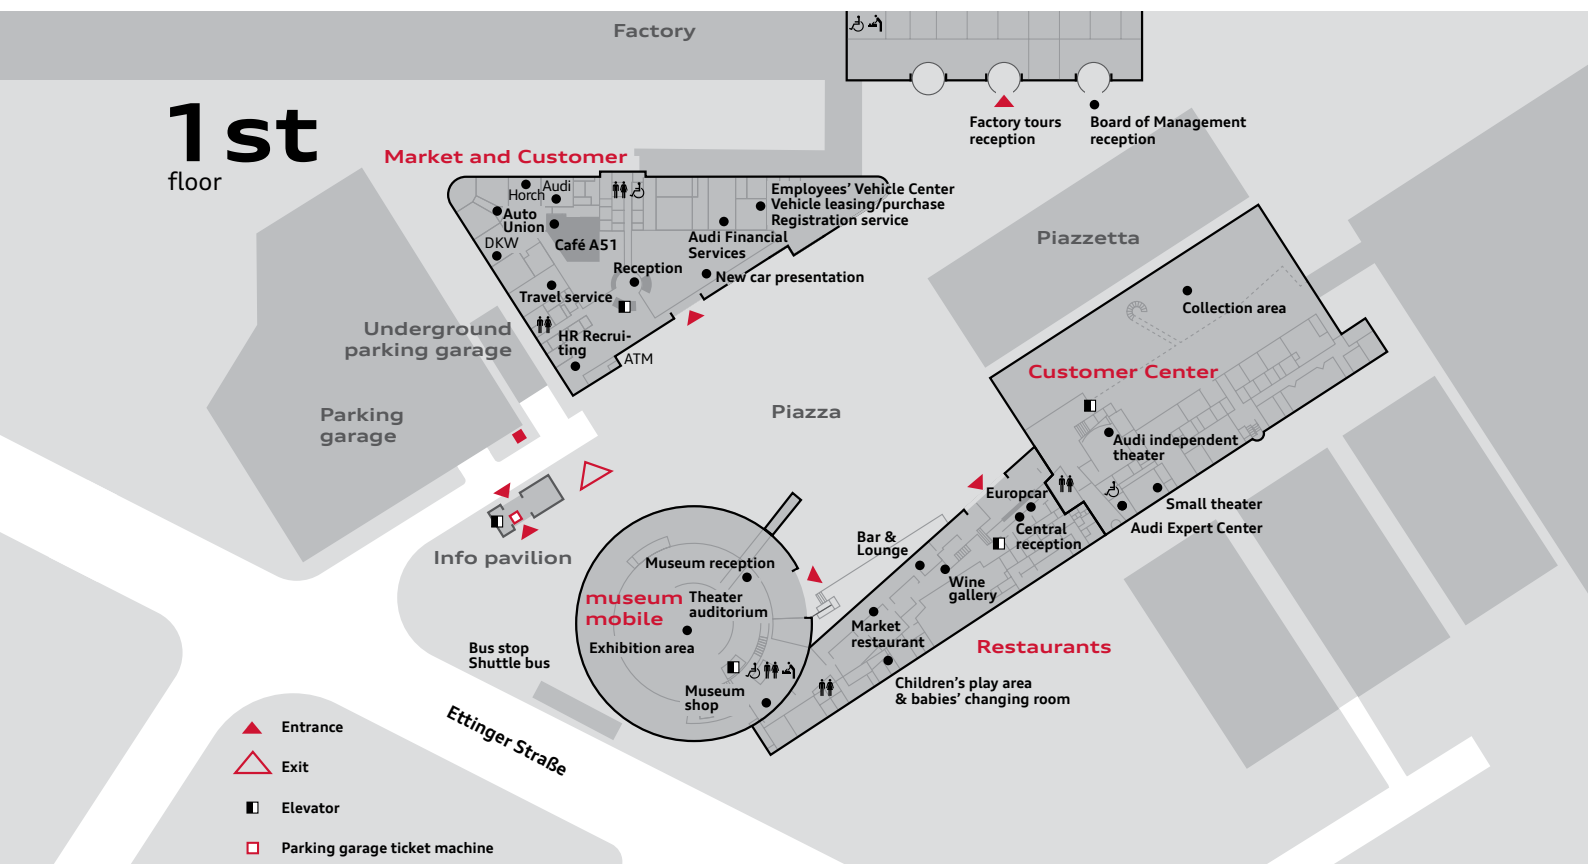 Factory
1st
floor
Factory tours
reception
Board of Management
reception
Market and Customer
Horch
Audi
Auto
Union
DKW
Café A51
Employees’ Vehicle Center
Vehicle leasing/purchase
Registration service
Audi Financial
Services
Reception
New car presentation
Travel service
HR Recrui-
ting
ATM
Piazzetta
Collection area
Underground
parking garage
Parking
garage
Piazza
Customer Center
Audi independent
theater
Small theater
Audi Expert Center
Europcar
Central
reception
Info pavilion
Bar &
Lounge
Wine
gallery
Museum reception
museum
mobile
Theater
auditorium
Exhibition area
Market
restaurant
Restaurants
Bus stop
Shuttle bus
Museum
shop
Children’s play area
& babies’ changing room
Ettinger Straße
Entrance
Exit
Elevator
Parking garage ticket machine